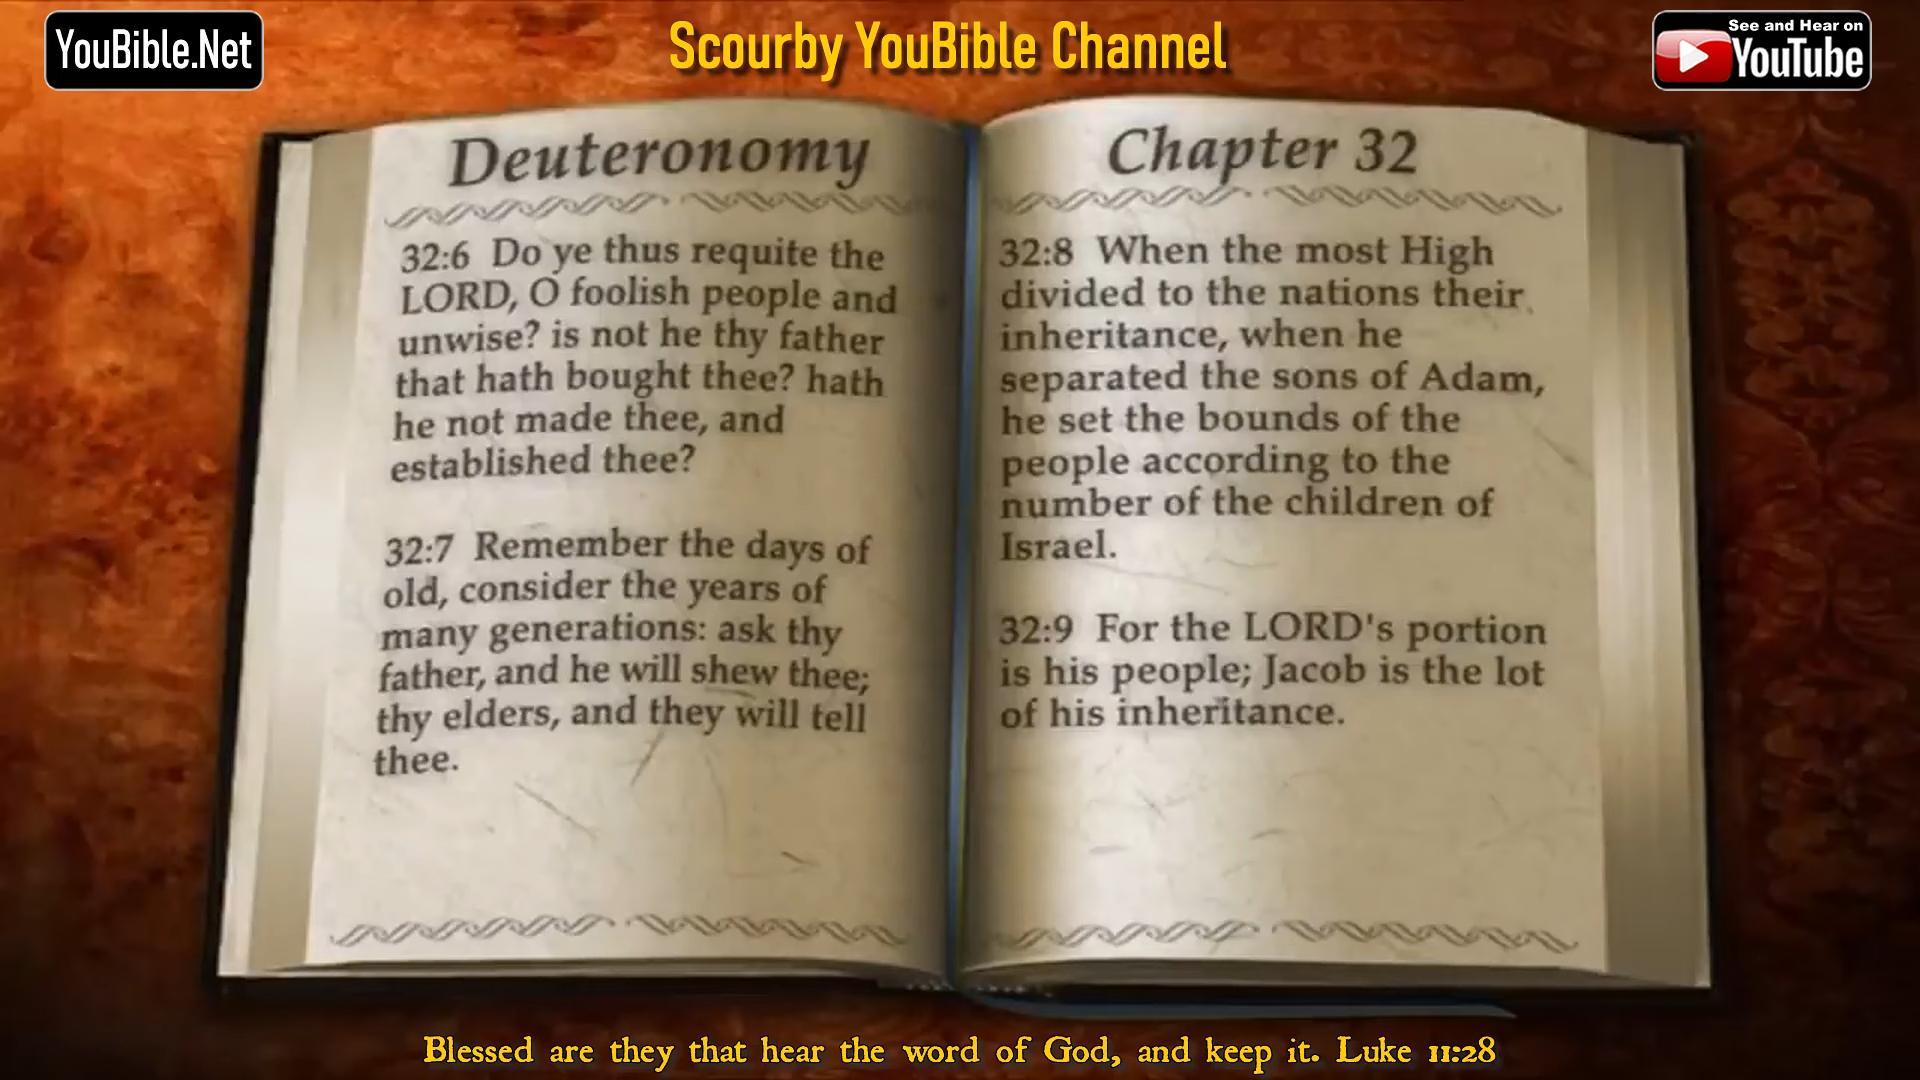 YouBible.Net
Scourby YouBible Channel
See and Hear on
YouTube
Deuteronomy
32:6 Do ye thus requite the
LORD, O foolish people and
unwise? is not he thy father
that hath bought thee? hath
he not made thee, and
established thee?
32:7 Remember the days of
old, consider the years of
many generations: ask thy
father, and he will shew thee;
thy elders, and they will tell
thee.
Chapter 32
32:8 When the most High
divided to the nations their
inheritance, when he
separated the sons of Adam,
he set the bounds of the
people according to the
number of the children of
Israel.
32:9 For the LORD's portion
is his people; Jacob is the lot
of his inheritance.
Blessed are they that hear the word of God, and keep it. Luke 11:28